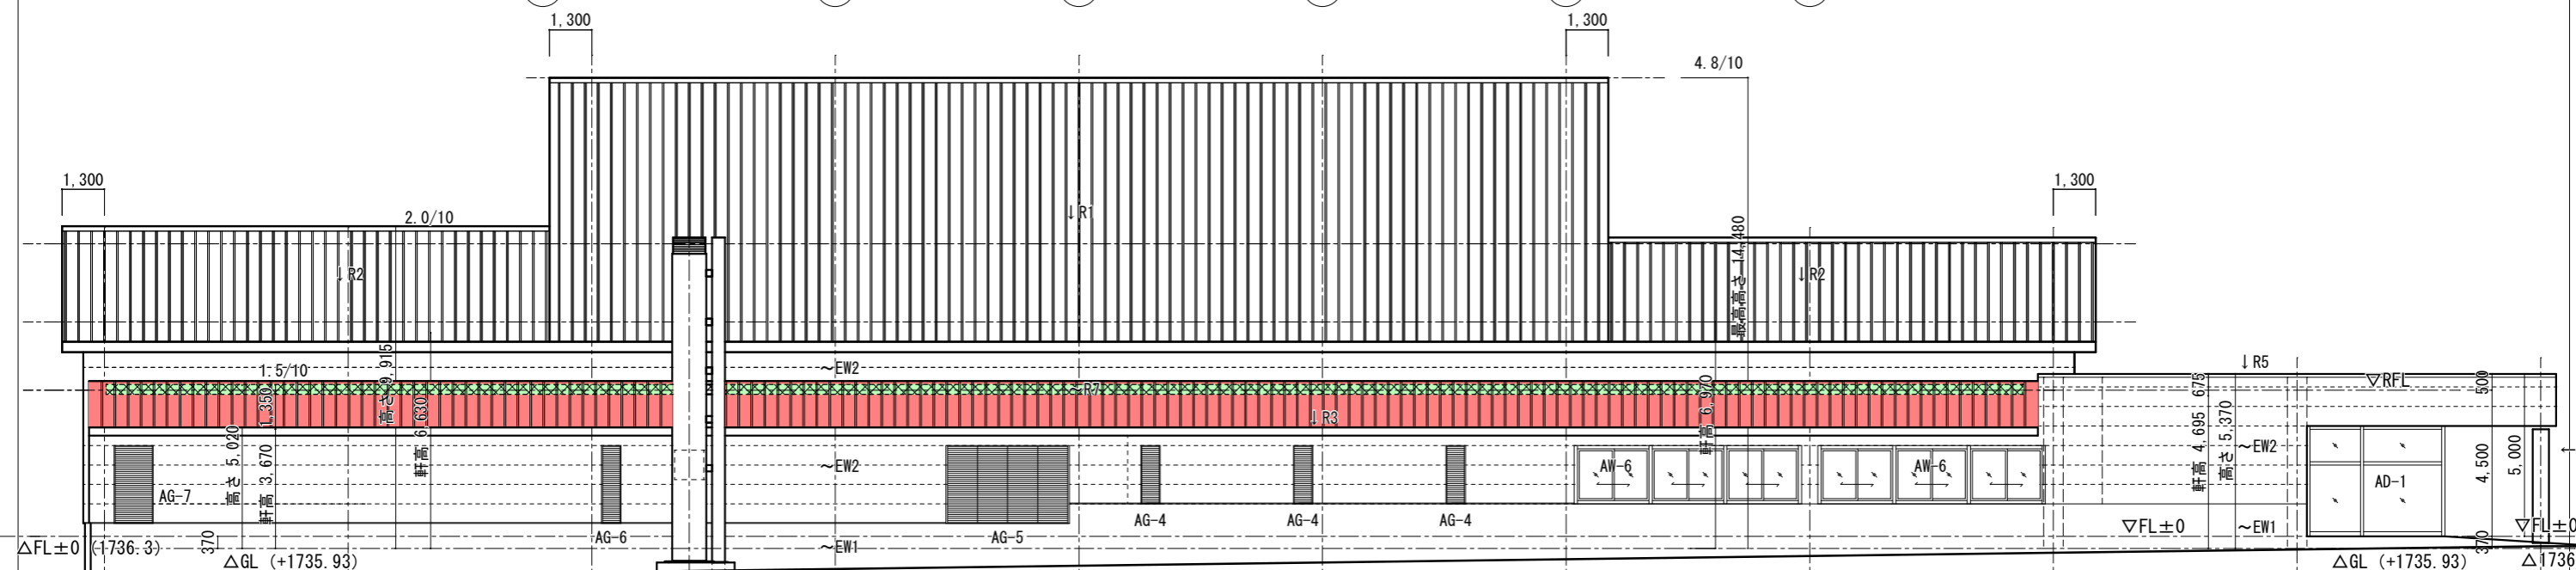 1,300
1,300
4.8/10
1,300
1,300
2.0/10
↓R1
↓R2
↓R2
最高高さ 14,480
1.5/10
～EW2
↓R5
▽RFL
～R7
↓R3
1,350
高さ 9,915
軒高 6,630
軒高 6,970
675
500
高さ 5,020
軒高 3,670
軒高 4,695
高さ 5,370
～EW2
～EW2
AW-6
AW-6
AG-7
4,500
5,000
AD-1
AG-4
AG-4
AG-4
AG-6
AG-5
▽FL±0
～EW1
▽FL±0
△FL±0 (1736.3)
370
～EW1
370
△GL (+1735.93)
△GL (+1735.93)
△1736